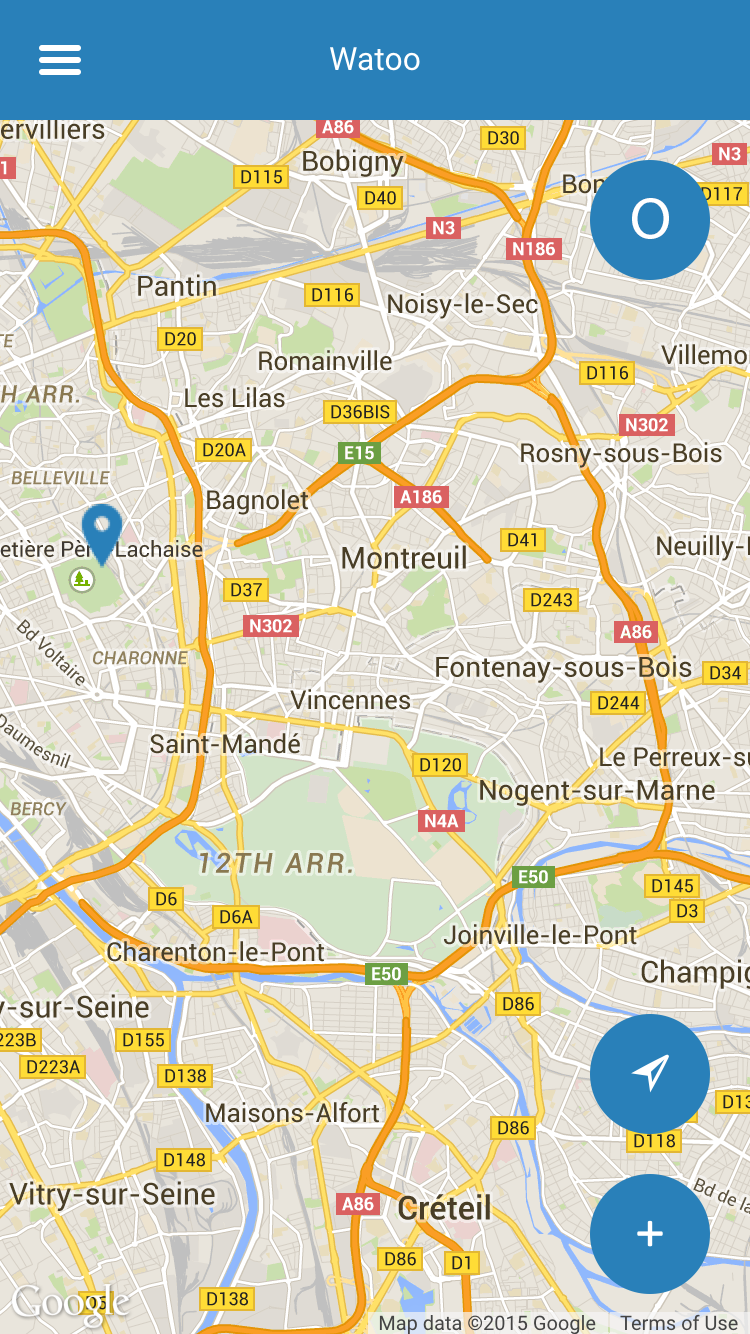 Watoo
ervilliers
A86
D30
Bobigny
N3
1
D115
D40
D117
O
N3
N186
Pantin
D116
Noisy-le-Sec
D20
Romainville
Villemo
D116
H ARR.
Les Lilas
D36BIS
N302
D20A
E15
Rosny-sous-Bois
BELLEVILLE
Bagnolet
A186
D41
etière Pè Lachaise
Montreuil
Neuilly-
D37
D243
N302
A86
Bd Voltaire
CHARONNE
Fontenay-sous-Bois
D34
Vincennes
D244
Daumesnil
Saint-Mandé
D120
Le Perreux-su
Nogent-sur-Marne
BERCY
N4A
12TH ARR.
E50
D145
D6
D6A
D3
Charenton-le-Pont
Joinville-le-Pont
E50
Champig
y-sur-Seine
D86
223B
D155
D223A
D138
Maisons-Alfort
D13
D86
D118
D148
Vitry-sur-Seine
A86
Créteil
Bd de la
+
D86
D1
Google
D138
Map data ©2015 Google
Terms of Use